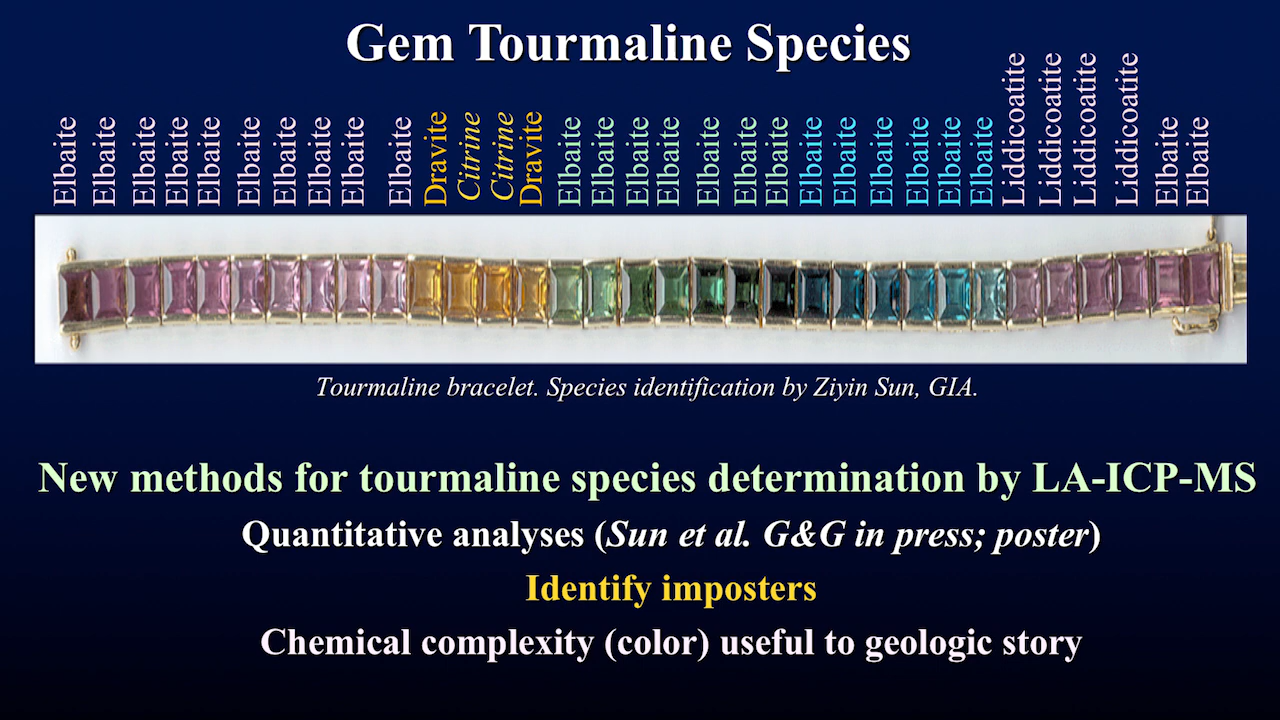 Gem Tourmaline Species
Elbaite
Elbaite
Elbaite
Elbaite
Elbaite
Elbaite
Elbaite
Elbaite
Elbaite
Elbaite
Dravite
Citrine
Citrine
Dravite
Elbaite
Elbaite
Elbaite
Elbaite
Elbaite
Elbaite
Elbaite
Elbaite
Elbaite
Elbaite
Elbaite
Elbaite
Elbaite
Liddicoatite
Liddicoatite
Liddicoatite
Liddicoatite
Elbaite
Elbaite
Tourmaline bracelet. Species identification by Ziyin Sun, GIA.
New methods for tourmaline species determination by LA-ICP-MS
Quantitative analyses (Sun et al. G&G in press; poster)
Identify imposters
Chemical complexity (color) useful to geologic story